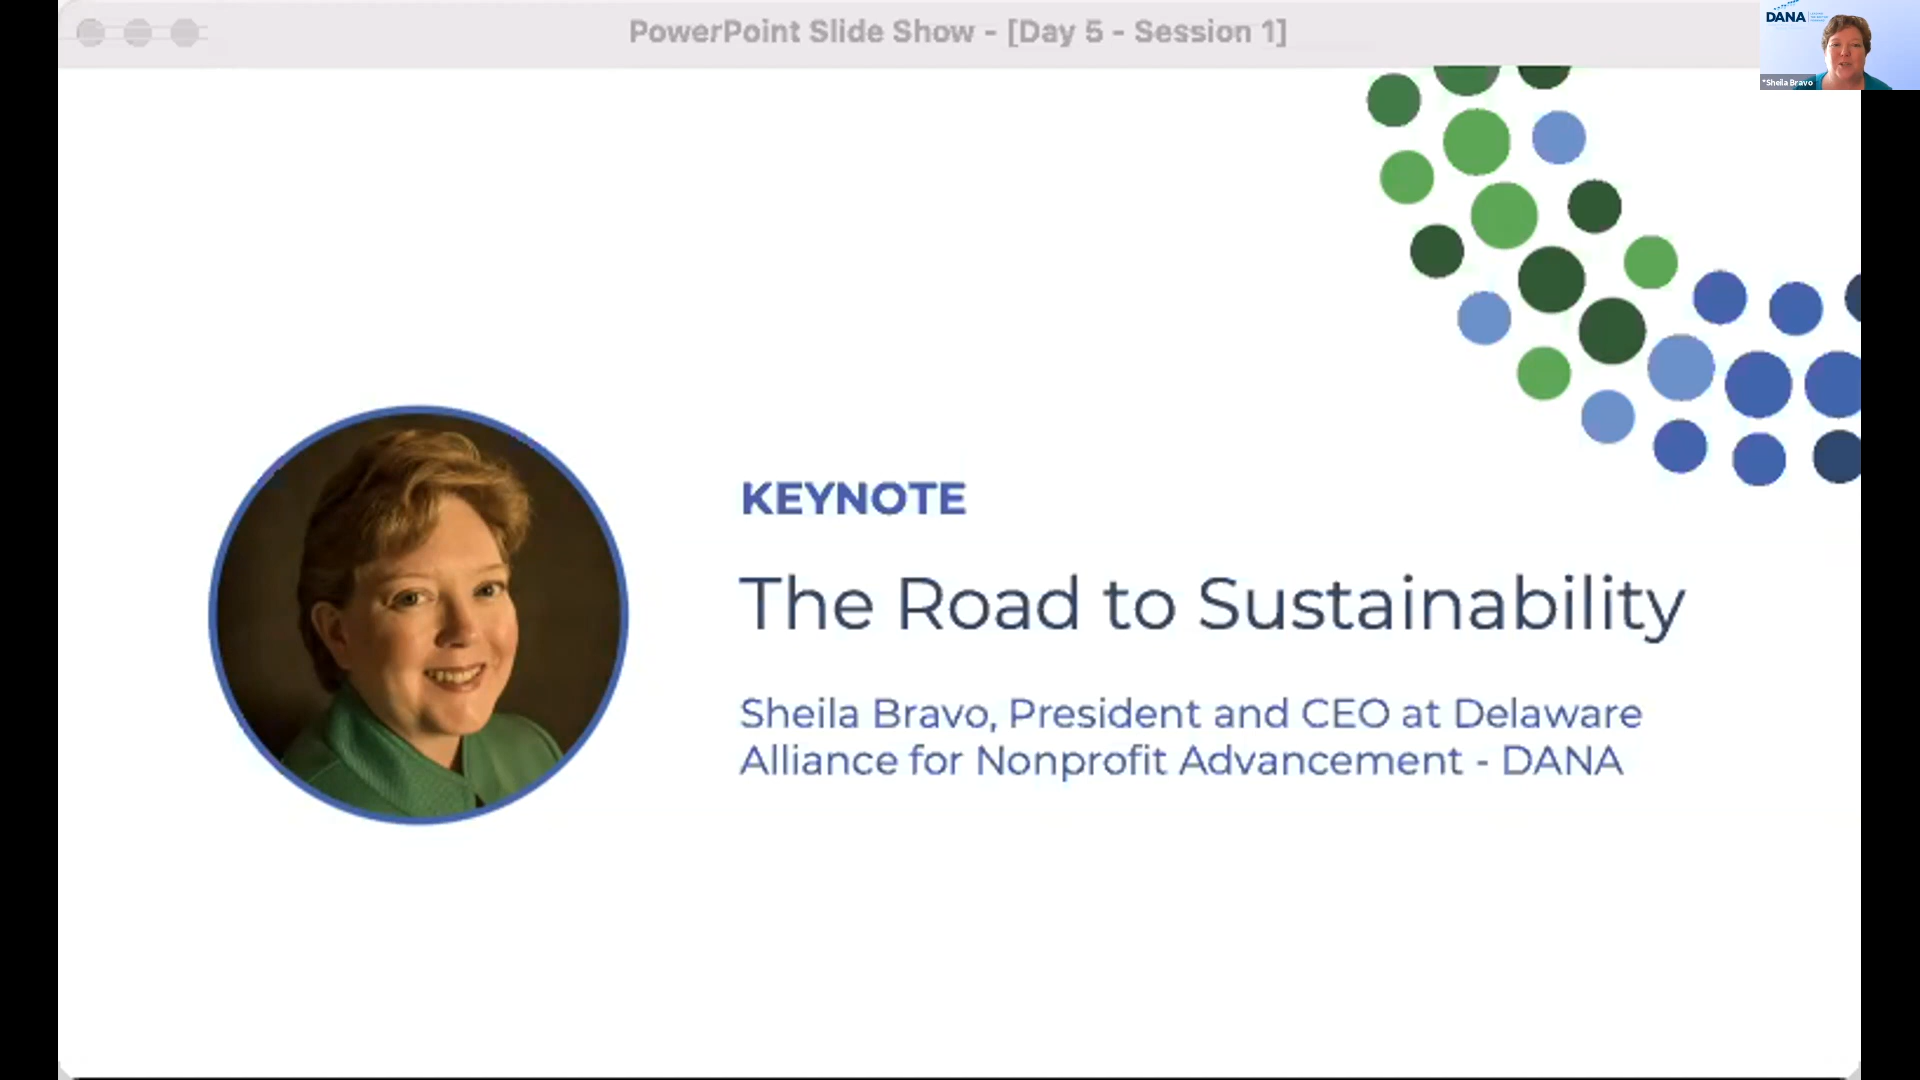 PowerPoint Slide Show - [Day 5 - Session 1]
DANA
*Sheila Bravo
KEYNOTE
The Road to Sustainability
Sheila Bravo, President and CEO at Delaware
Alliance for Nonprofit Advancement - DANA